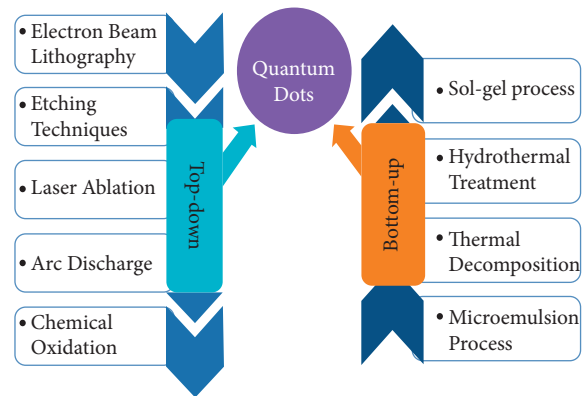 • Electron Beam
Lithography
• Etching
Techniques
• Laser Ablation
• Arc Discharge
• Chemical
Oxidation
Top-down
Quantum
Dots
Bottom-up
• Sol-gel process
• Hydrothermal
Treatment
• Thermal
Decomposition
• Microemulsion
Process